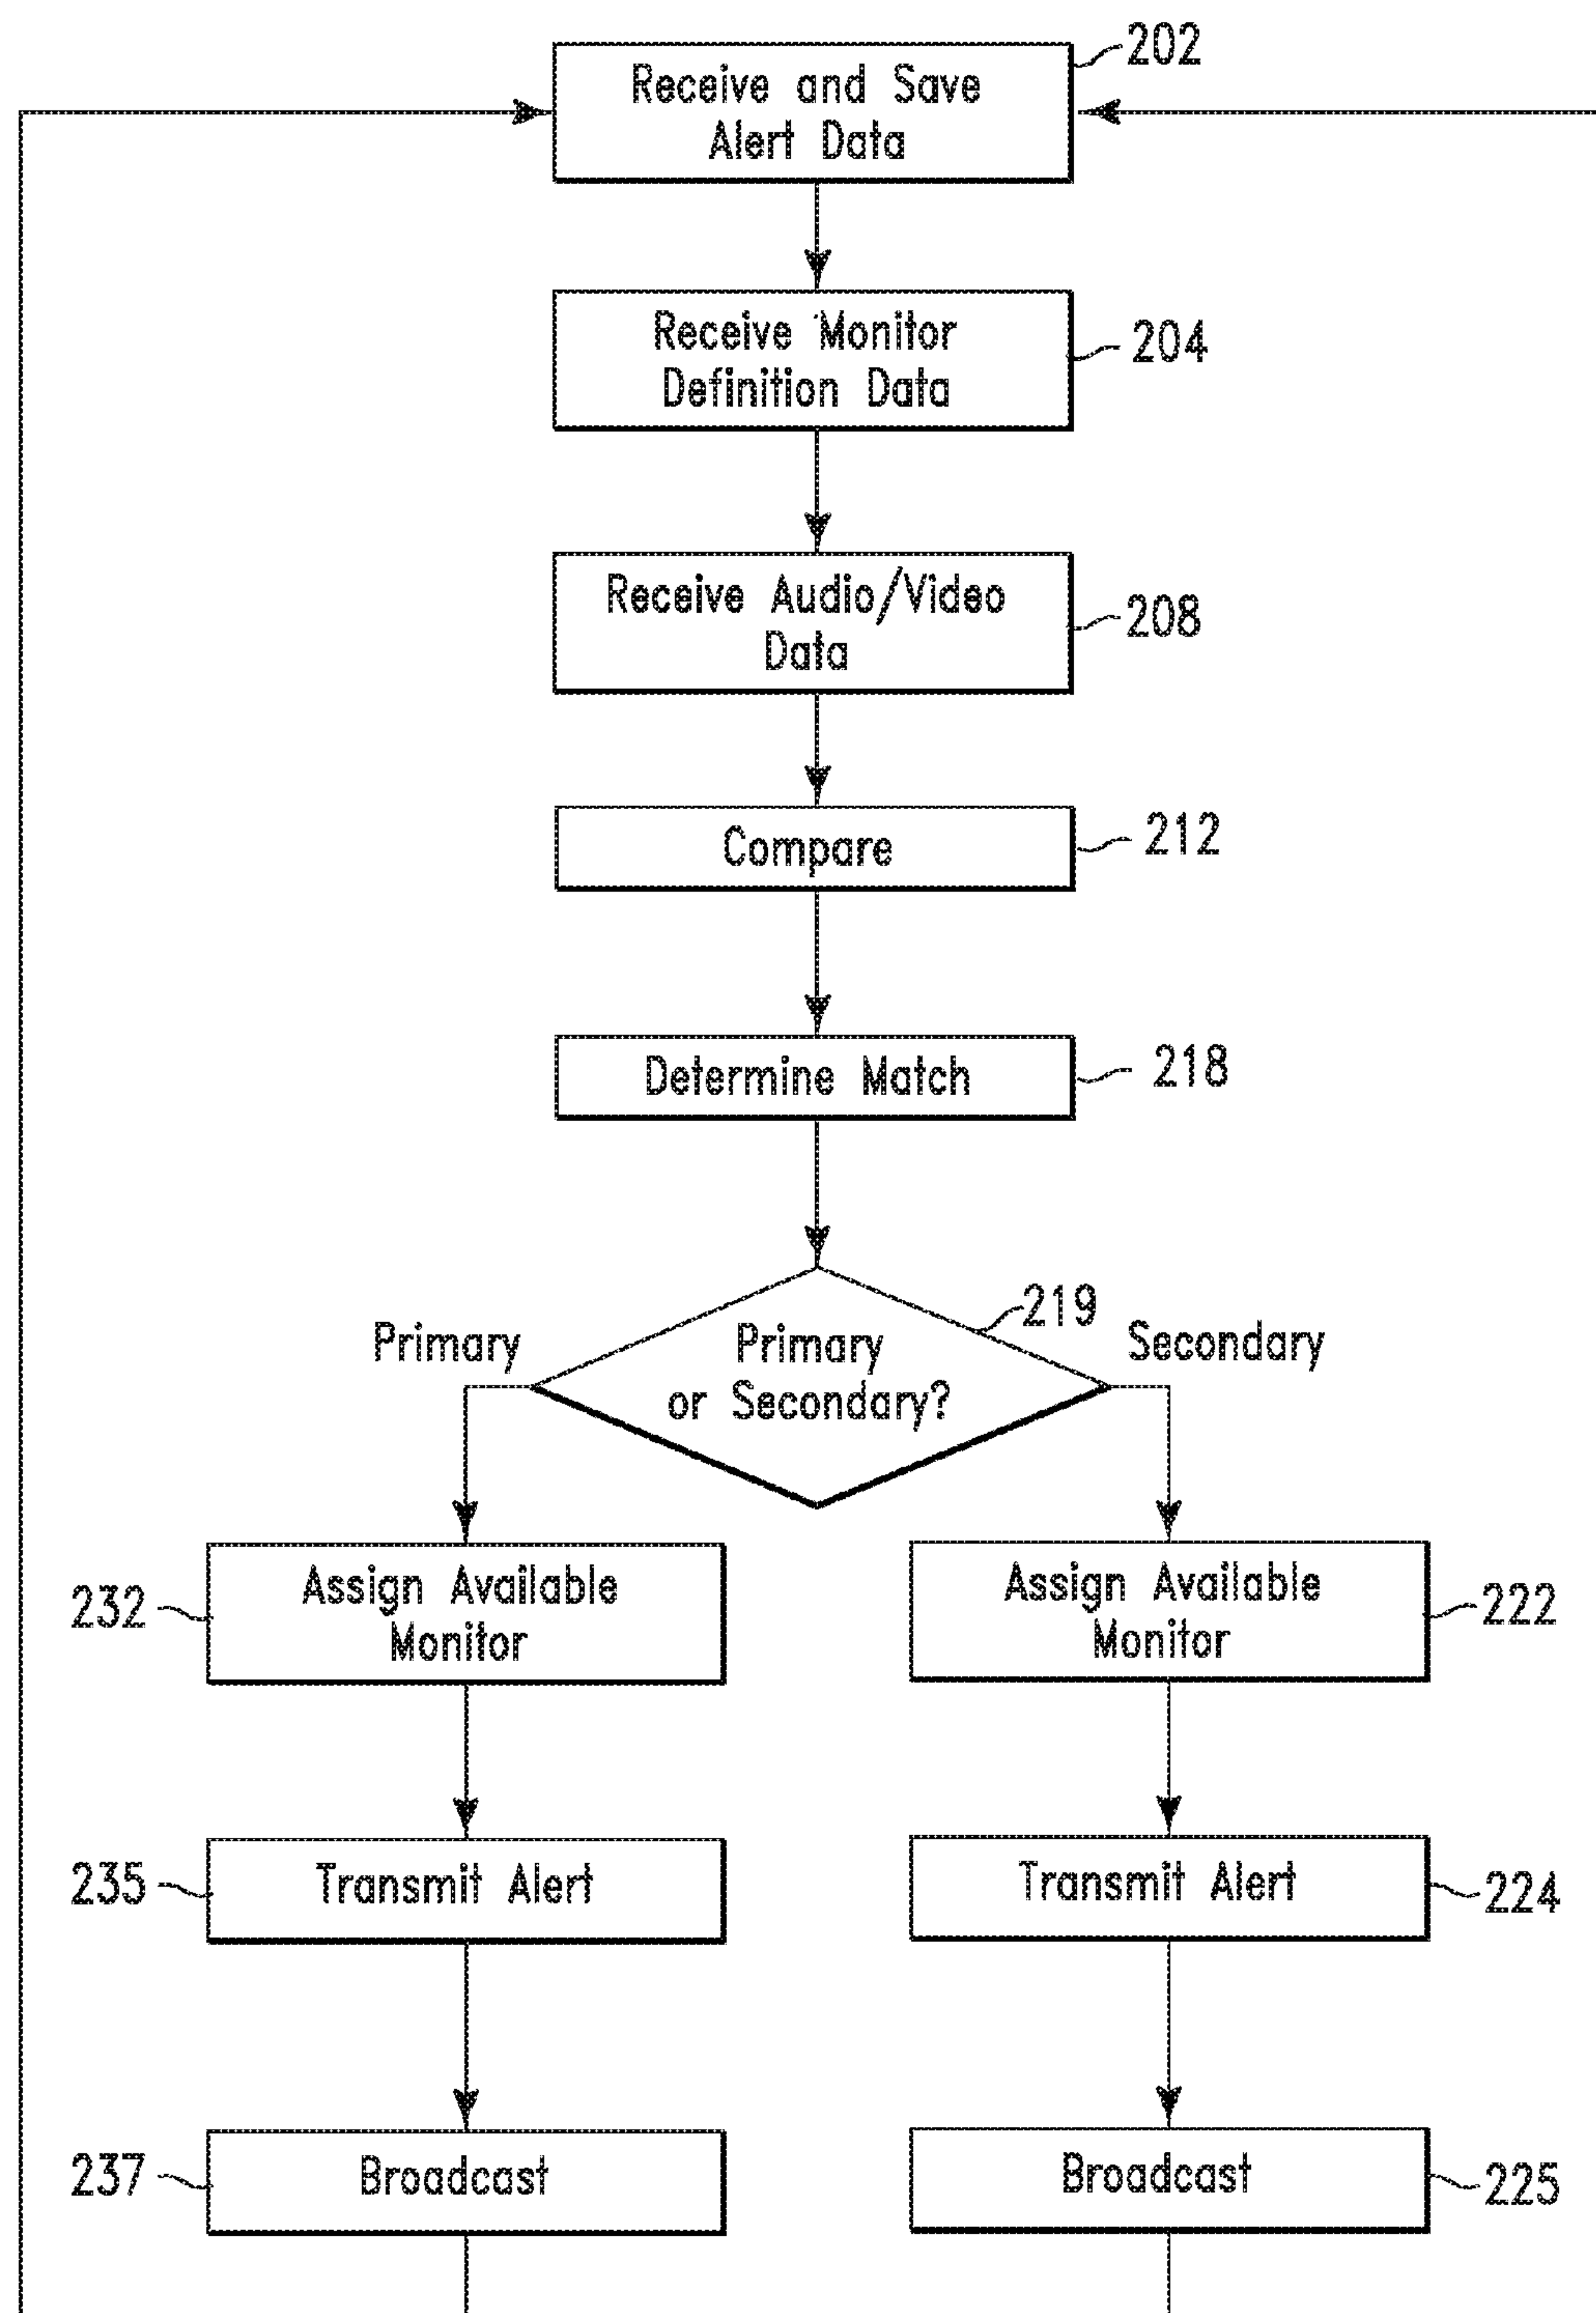 202
Receive and Save
Alert Data
Receive Monitor
Definition Data
204
Receive Audio/Video
Data
208
Compare
212
Determine Match
218
219
Primary
Primary
or Secondary?
Secondary
232
Assign Available
Monitor
Assign Available
Monitor
222
235
Transmit Alert
Transmit Alert
224
237
Broadcast
Broadcast
225